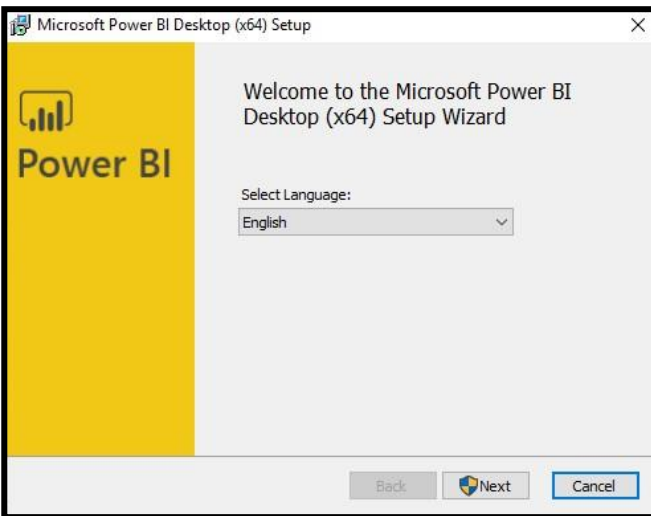 Microsoft Power BI Desktop (x64) Setup
Power BI
Welcome to the Microsoft Power BI
Desktop (x64) Setup Wizard
Select Language:
English
Back
Next
Cancel